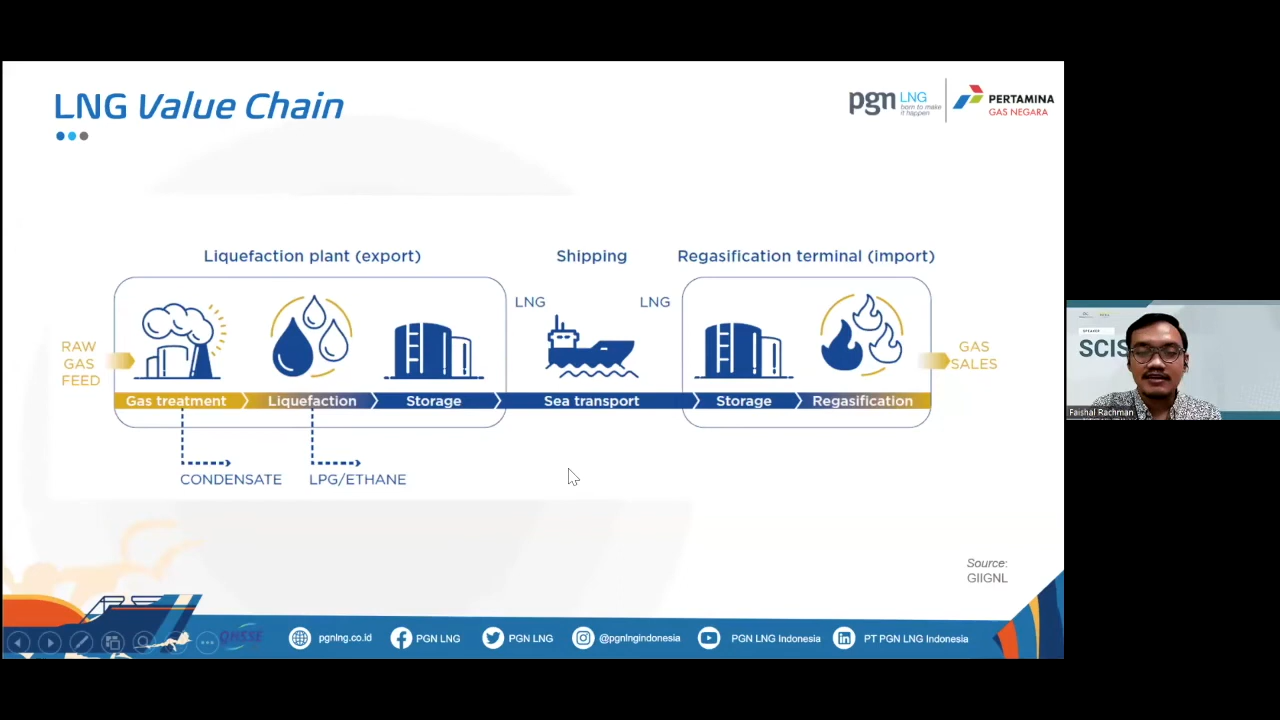 LNG Value Chain
pgn LNG
born to make
it happen
PERTAMINA
GAS NEGARA
Liquefaction plant (export)
Shipping
Regasification terminal (import)
LNG
LNG
RAW
GAS
FEED
GAS
SALES
Gas treatment
Liquefaction
Storage
Sea transport
Storage
Regasification
CONDENSATE
LPG/ETHANE
Source:
GIIGNL
QHSSE
pgnlng.co.id
PGN LNG
PGN LNG
@pgnlngindonesia
PGN LNG Indonesia
PT PGN LNG Indonesia
SPEAKER
SCIS
Faishal Rachman